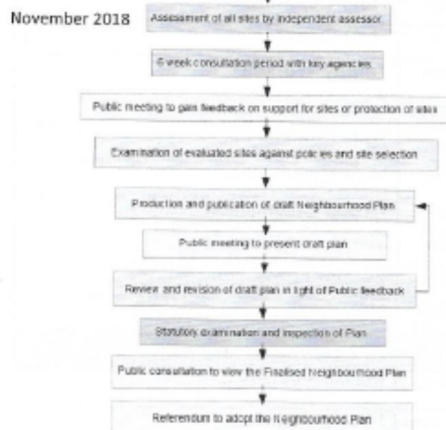 November 2018
Assessment of all sites by independent assessor
6 week consultation period with key agencies
Public meeting to gain feedback on support for sites or protection of sites
Examination of evaluated sites against policies and site selection
Production and publication of draft Neighbourhood Plan
Public meeting to present draft plan
Review and revision of draft plan in light of Public feedback
Statutory examination and inspection of Plan
Public consultation to view the Finalised Neighbourhood Plan
Referendum to adopt the Neighbourhood Plan